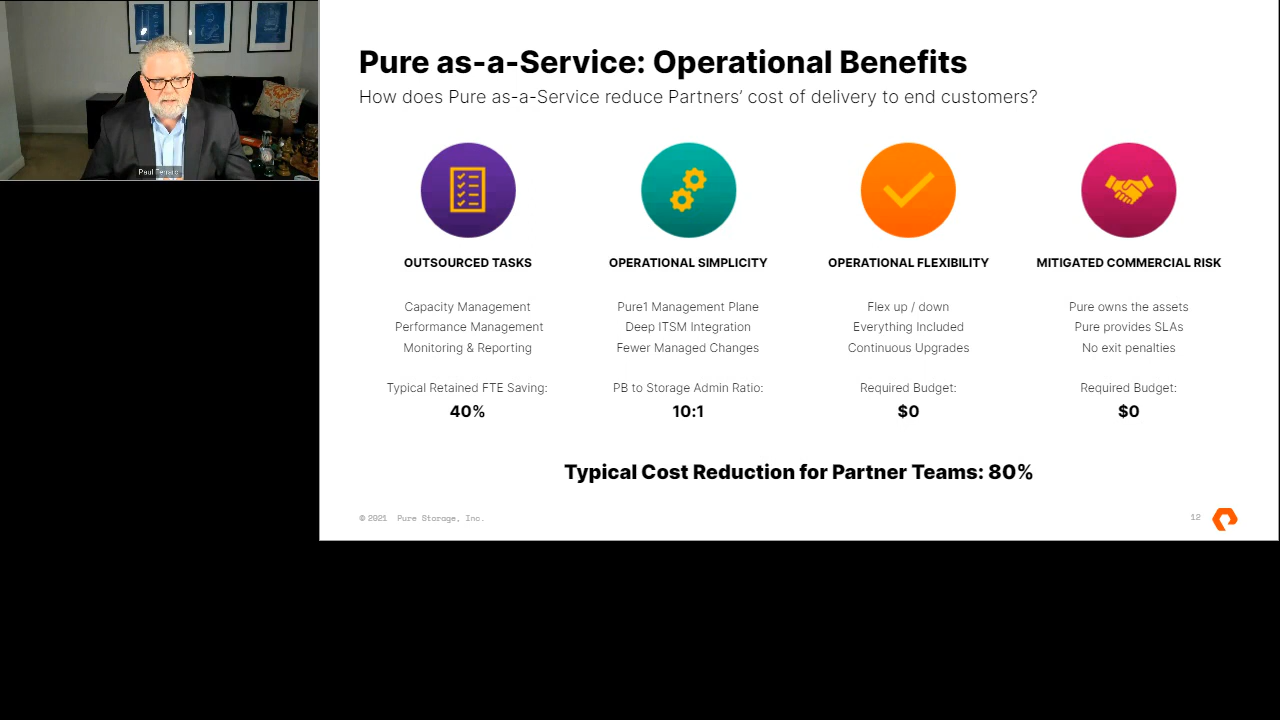 Pure as-a-Service: Operational Benefits
How does Pure as-a-Service reduce Partners' cost of delivery to end customers?
OUTSOURCED TASKS
Capacity Management
Performance Management
Monitoring & Reporting
Typical Retained FTE Saving:
40%
OPERATIONAL SIMPLICITY
Pure1 Management Plane
Deep ITSM Integration
Fewer Managed Changes
PB to Storage Admin Ratio:
10:1
OPERATIONAL FLEXIBILITY
Flex up / down
Everything Included
Continuous Upgrades
Required Budget:
$0
MITIGATED COMMERCIAL RISK
Pure owns the assets
Pure provides SLAs
No exit penalties
Required Budget:
$0
Typical Cost Reduction for Partner Teams: 80%
© 2021 Pure Storage, Inc.
12
Paul